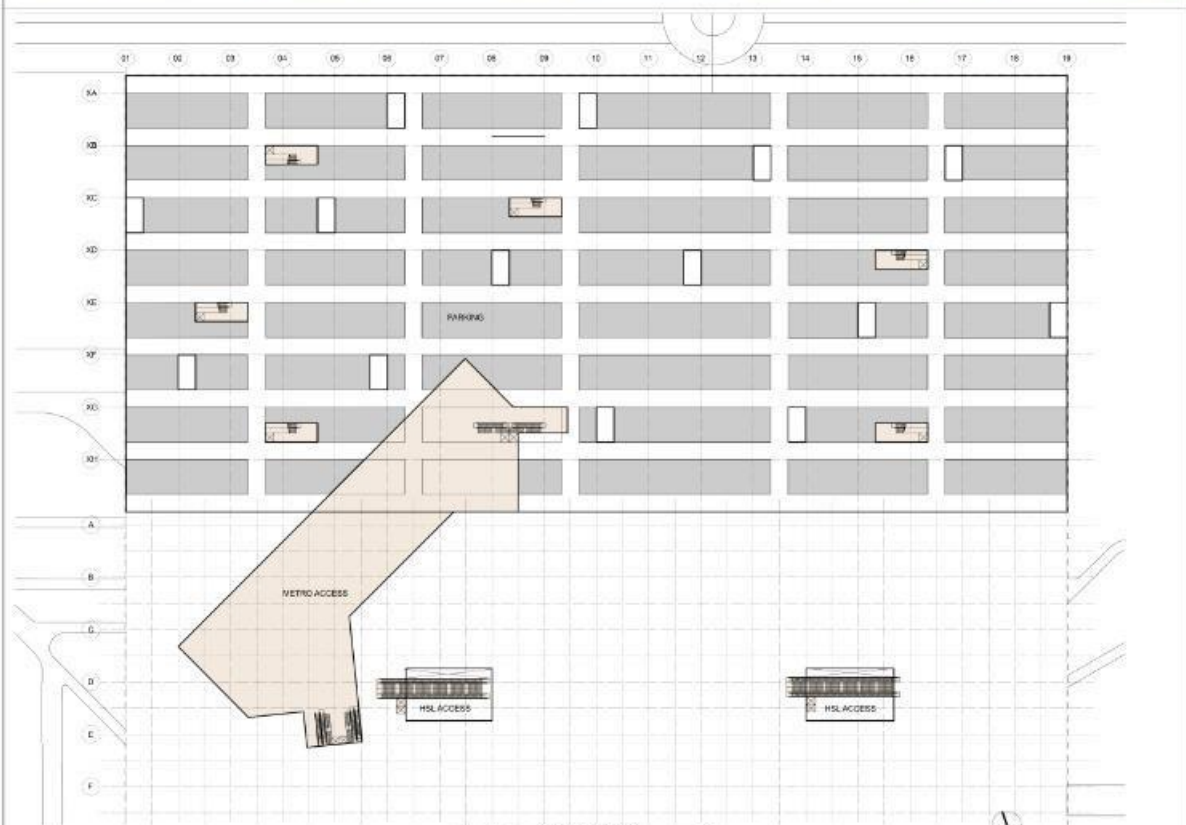 01 02 03 04 05 06 07 08 09 10 11 12 13 14 15 16 17 18 19
XA
XB
XC
XD
XE
PARKING
XF
XG
XH
A
B
METRO ACCESS
C
D
HSL ACCESS HSL ACCESS
E
F